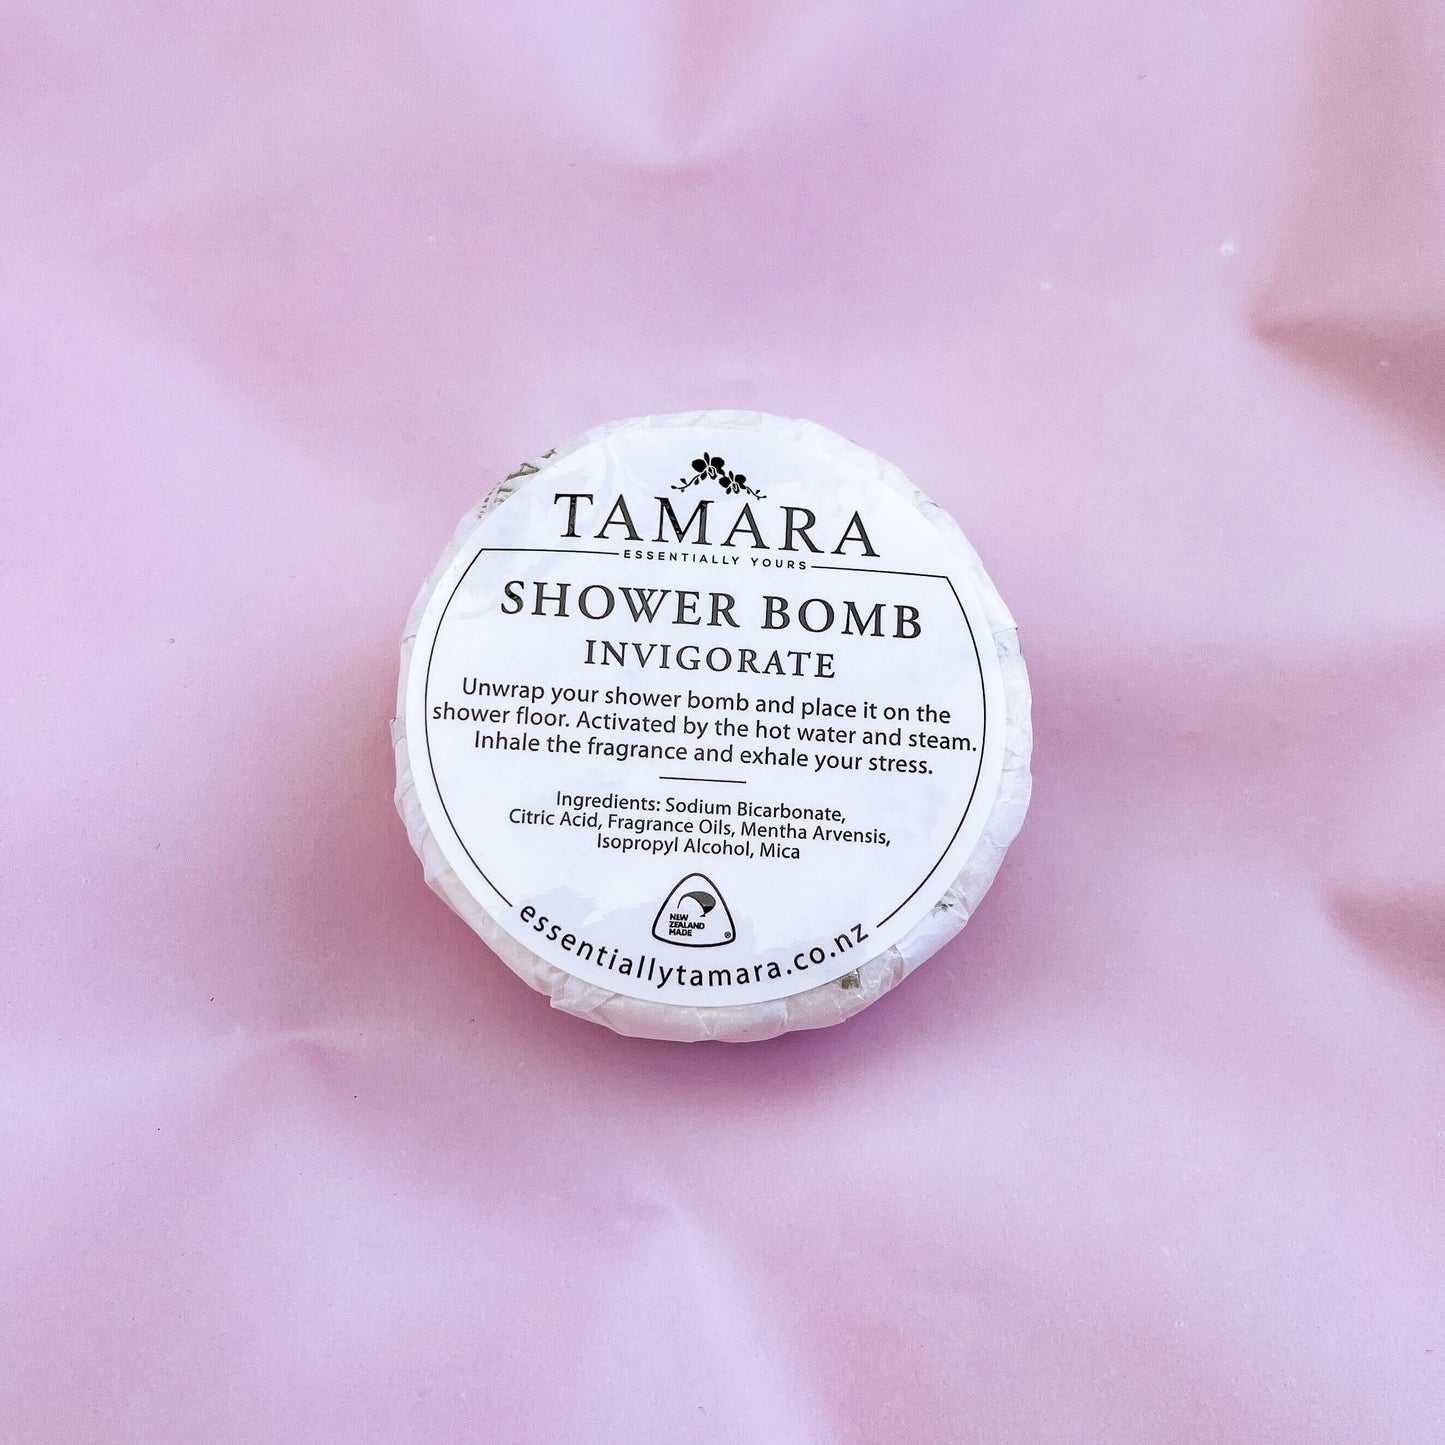 TAMARA
ESSENTIALLY YOURS
SHOWER BOMB
INVIGORATE
Unwrap your shower bomb and place it on the
shower floor. Activated by the hot water and steam.
Inhale the fragrance and exhale your stress.
Ingredients: Sodium Bicarbonate,
Citric Acid, Fragrance Oils, Mentha Arvensis,
Isopropyl Alcohol, Mica
NEW
ZEALAND
MADE
®
essentiallytamara.co.nz